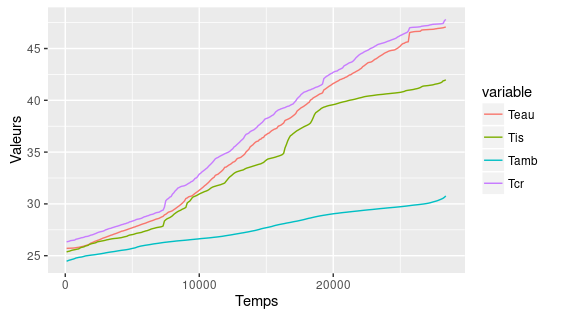 45
40
35
30
25
Valeurs
0
10000
20000
Temps
variable
Teau
Tis
Tamb
Tcr